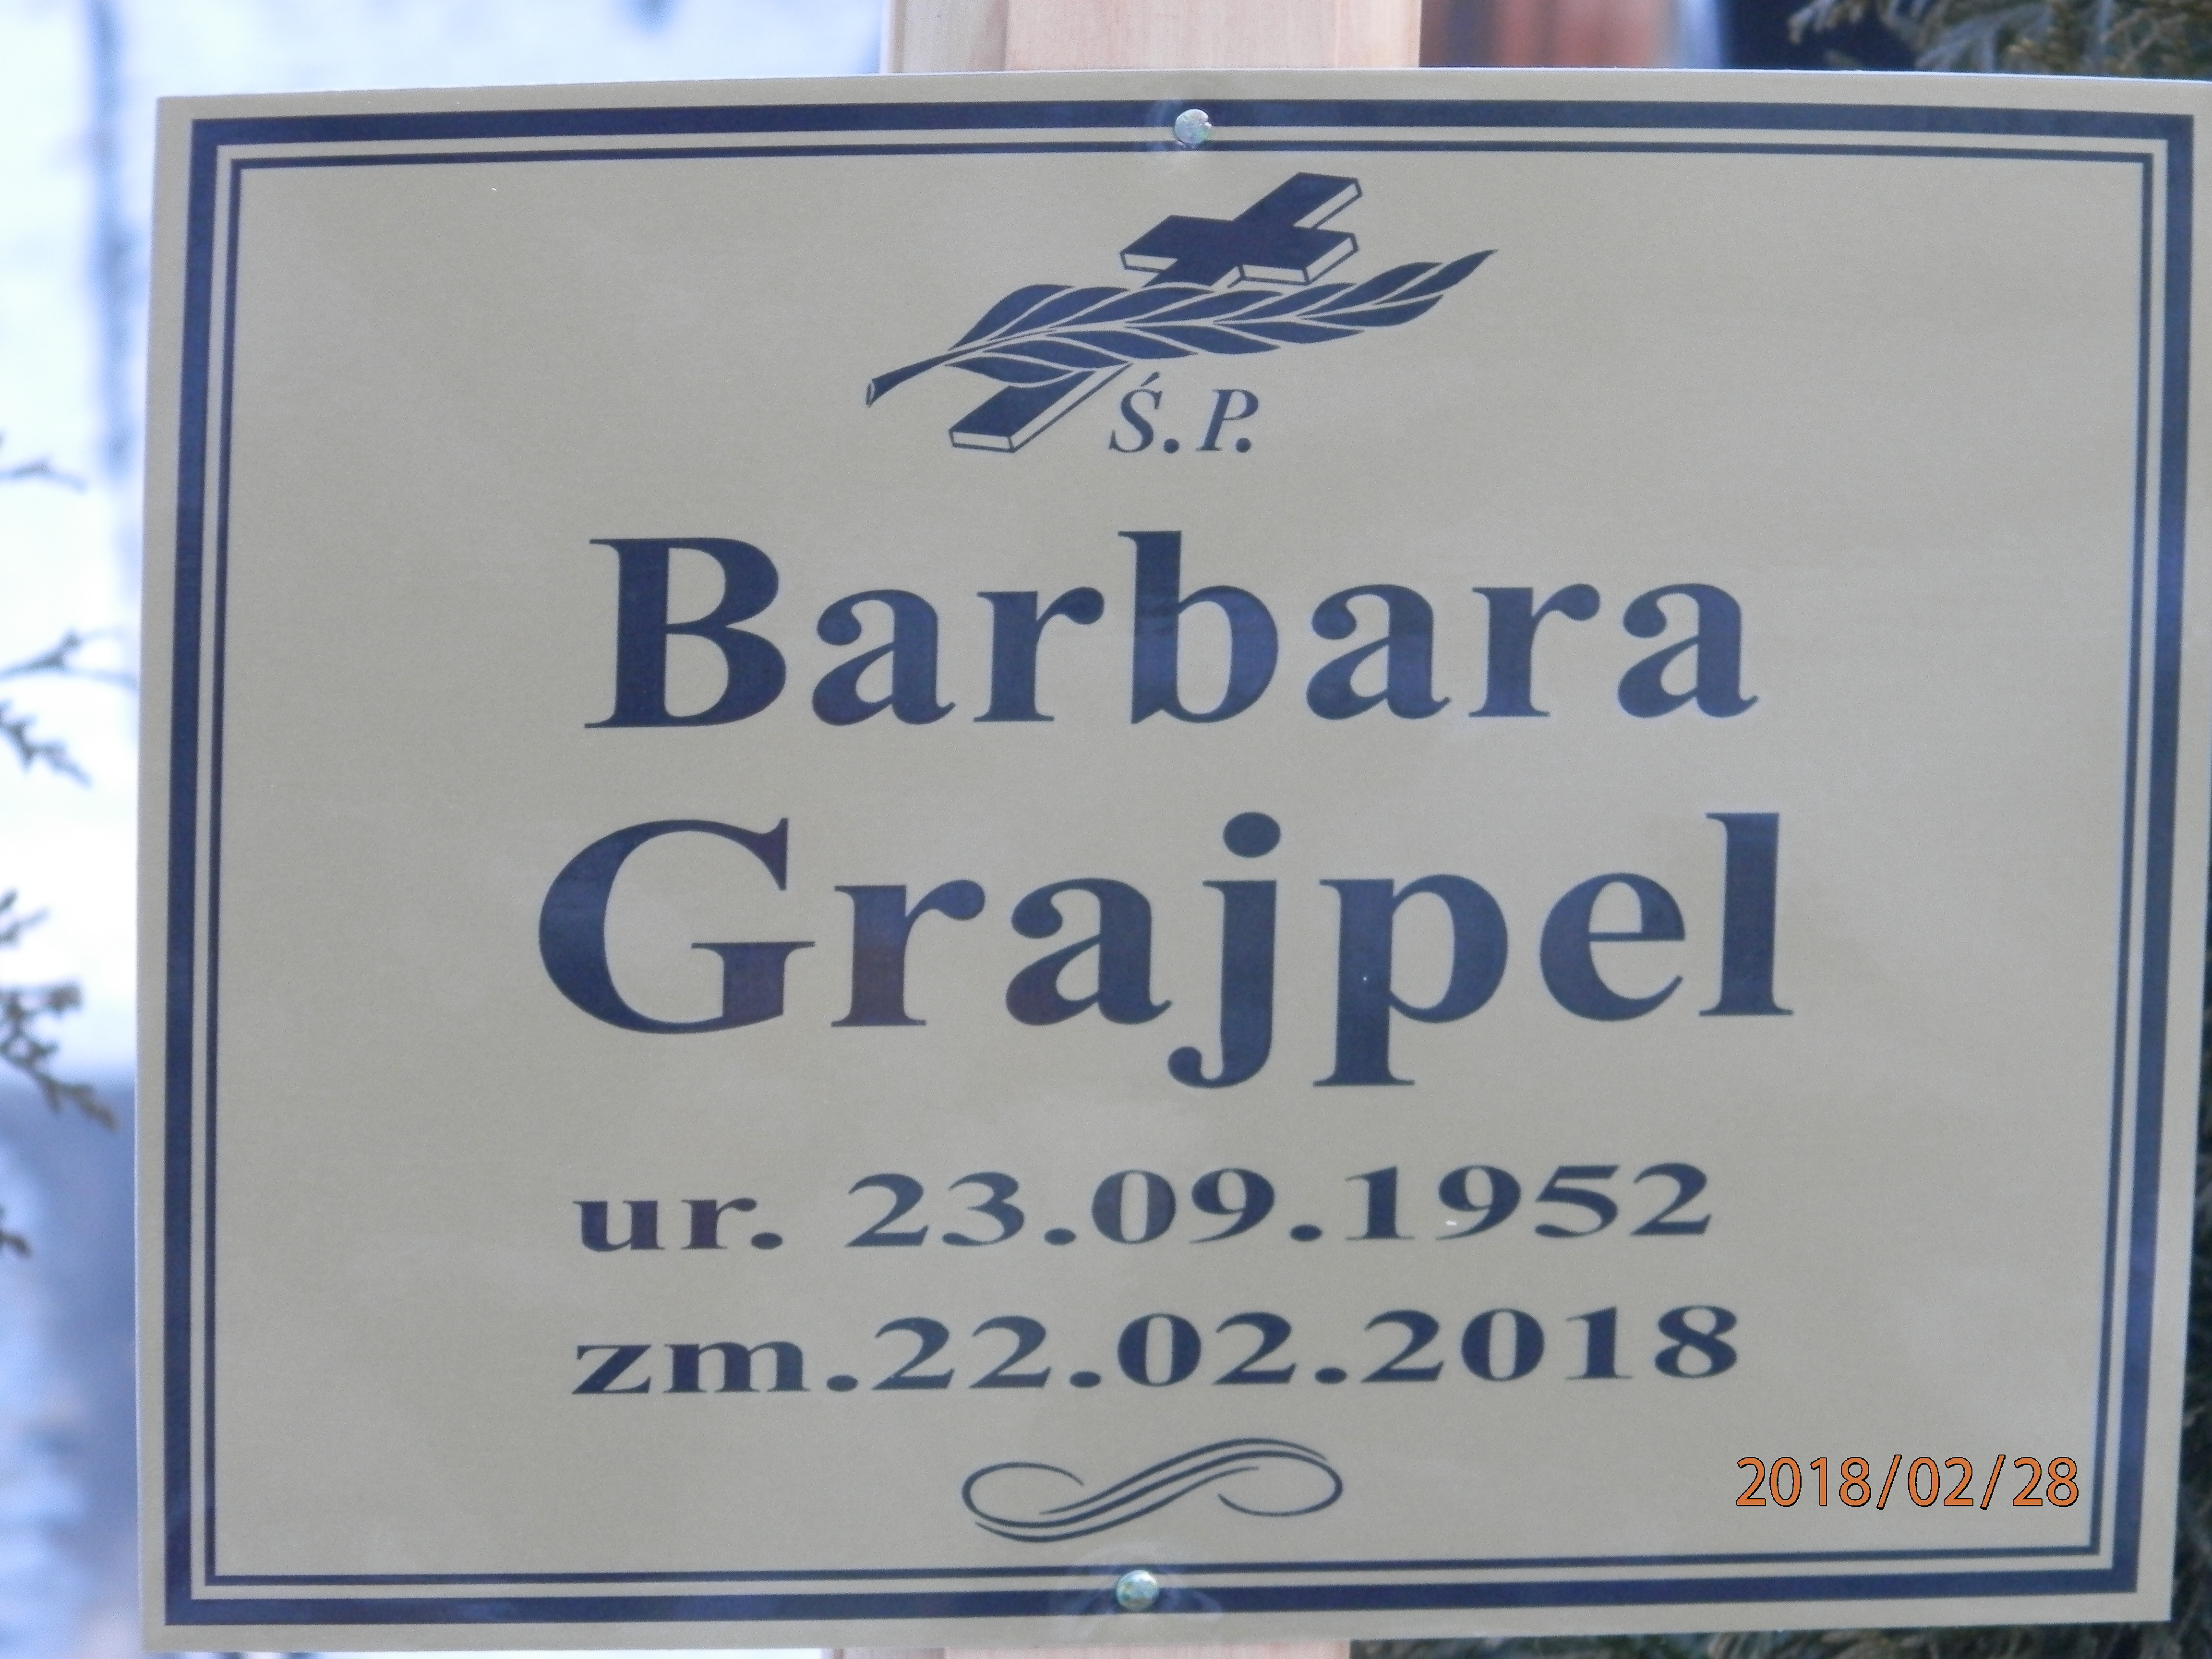 Ś. P.
Barbara
Grajpel
ur. 23.09.1952
zm.22.02.2018
2018/02/28